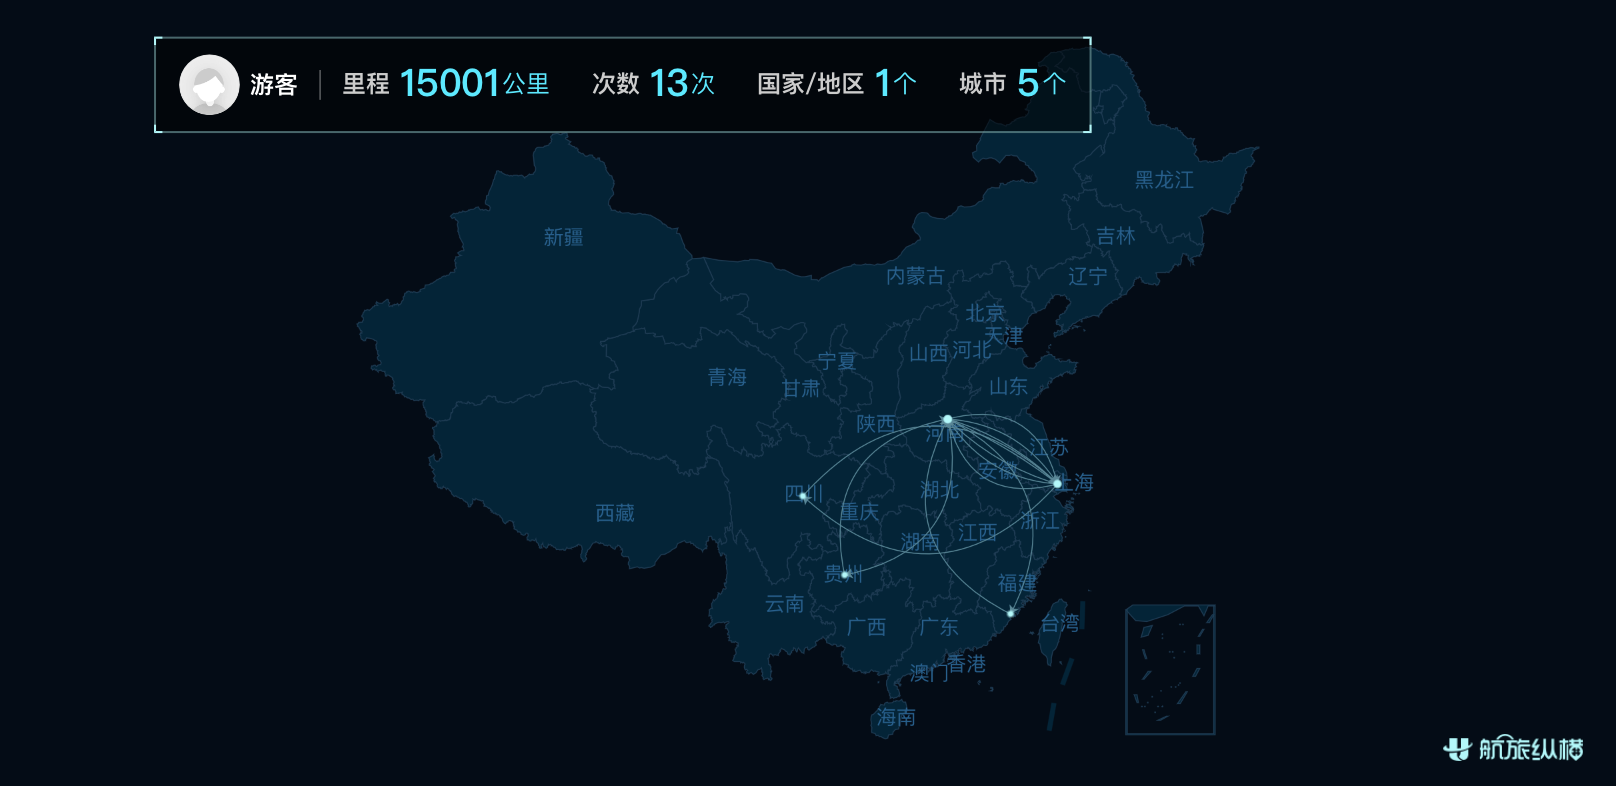 游客 里程 15001公里 次数 13次 国家/地区 1个 城市 5个
黑龙江
新疆
吉林
内蒙古
辽宁
北京
天津
山西
河北
宁夏
青海
甘肃
山东
陕西
河南
江苏
安徽
上海
四川
湖北
重庆
西藏
浙江
江西
湖南
贵州
福建
云南
台湾
广西
广东
香港
澳门
海南
航旅纵横